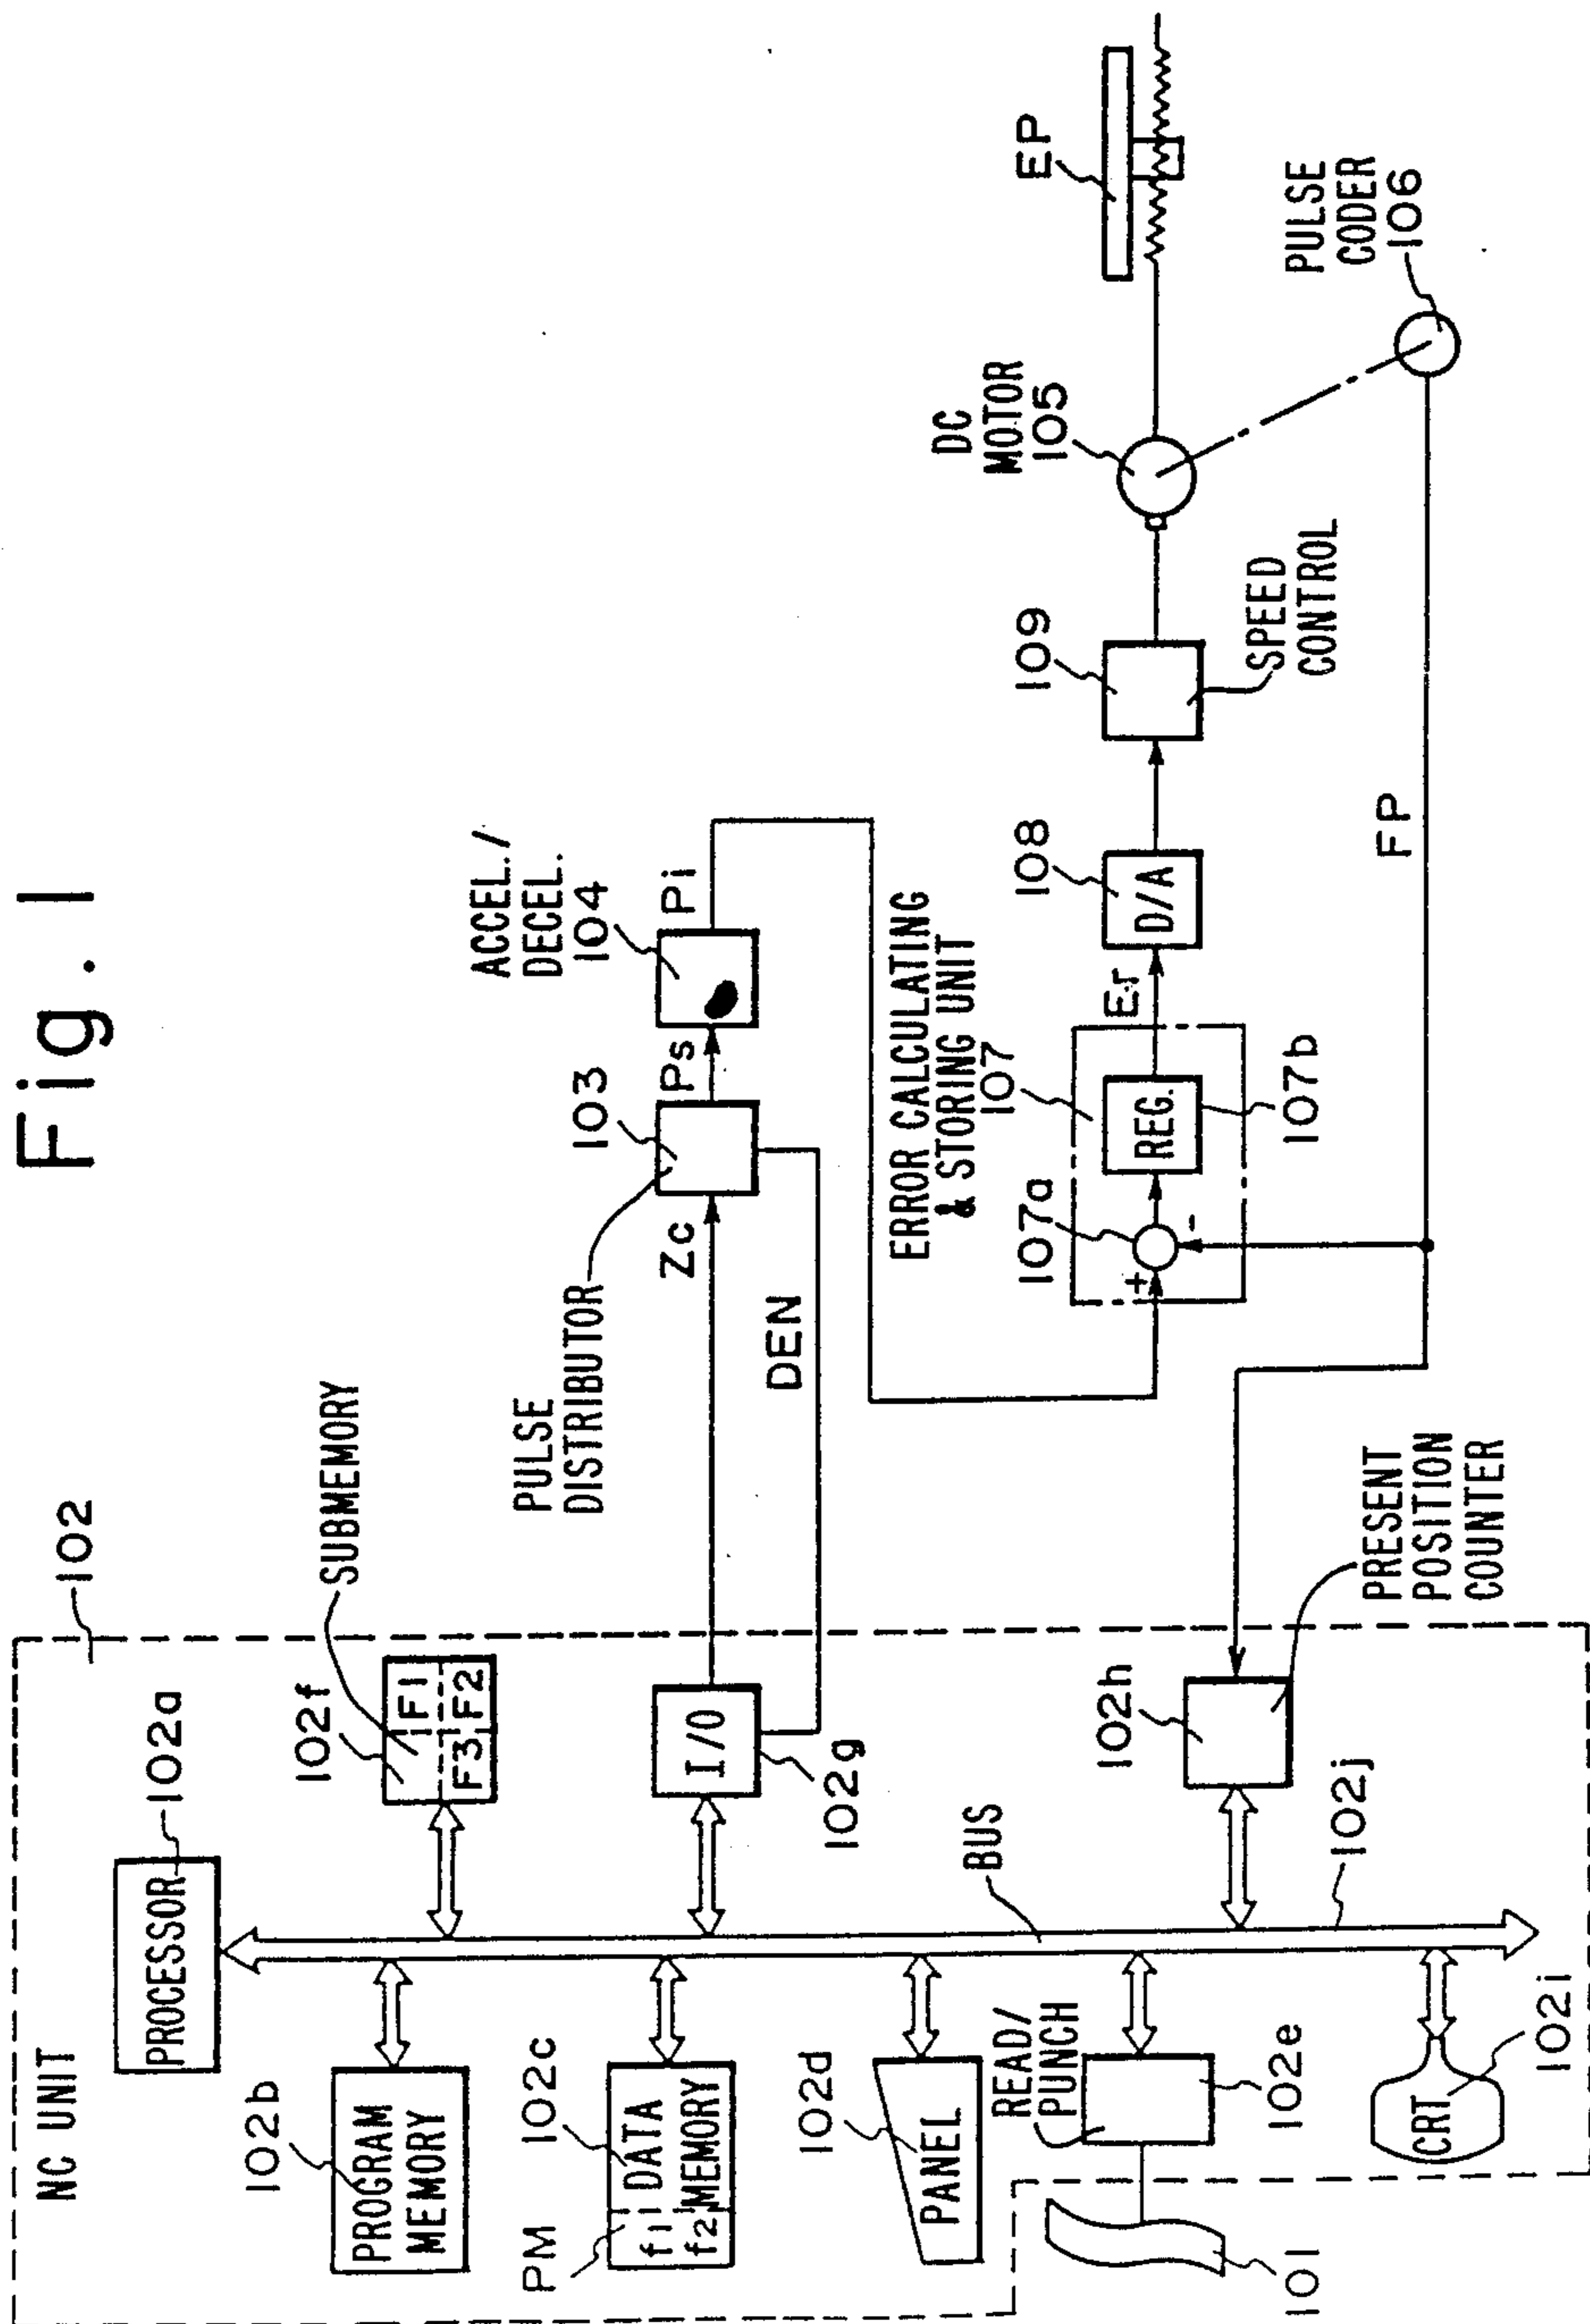 Fig. 1
NC UNIT
102
PROCESSOR
102a
102b
PROGRAM
MEMORY
SUBMEMORY
102f
F1
F3
F2
PM
102c
f1
DATA
f2
MEMORY
I/O
102g
Zc
DEN
PULSE
DISTRIBUTOR
103
Ps
ACCEL./
DECEL.
104
Pi
102d
PANEL
BUS
READ/
PUNCH
102e
101
CRT
102i
102j
102h
PRESENT
POSITION
COUNTER
ERROR CALCULATING
& STORING UNIT
107
107a
+
-
REG.
107b
Er
108
D/A
109
SPEED
CONTROL
DC
MOTOR
105
EP
PULSE
CODER
106
FP